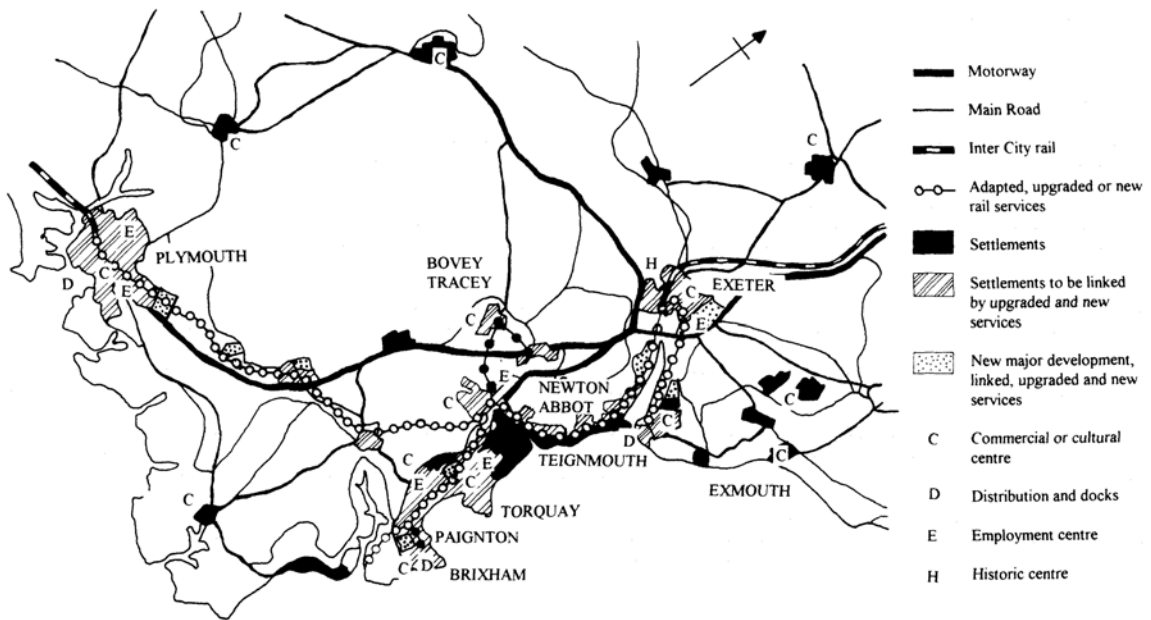 C
C
C
H
C
E
E
C
D
E
PLYMOUTH
BOVEY
TRACEY
C
EXETER
E
NEWTON
ABBOT
C
C
D
C
TEIGNMOUTH
C
E
E
C
C
EXMOUTH
C
TORQUAY
PAIGNTON
C
D
BRIXHAM
Motorway
Main Road
Inter City rail
Adapted, upgraded or new
rail services
Settlements
Settlements to be linked
by upgraded and new
services
New major development,
linked, upgraded and new
services
C
Commercial or cultural
centre
D
Distribution and docks
E
Employment centre
H
Historic centre